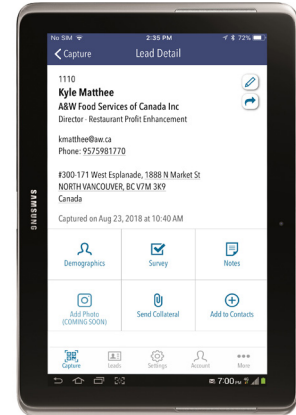 No SIM 2:35 PM 72%
Capture Lead Detail
1110
Kyle Matthee
A&W Food Services of Canada Inc
Director - Restaurant Profit Enhancement
kmatthee@aw.ca
Phone: 9575981770
#300-171 West Esplanade, 1888 N Market St
NORTH VANCOUVER, BC V7M 3K9
Canada
Captured on Aug 23, 2018 at 10:40 AM
Demographics Survey Notes
Add Photo
(COMING SOON) Send Collateral Add to Contacts
Capture Leads Settings Account More
7:00 PM
SAMSUNG